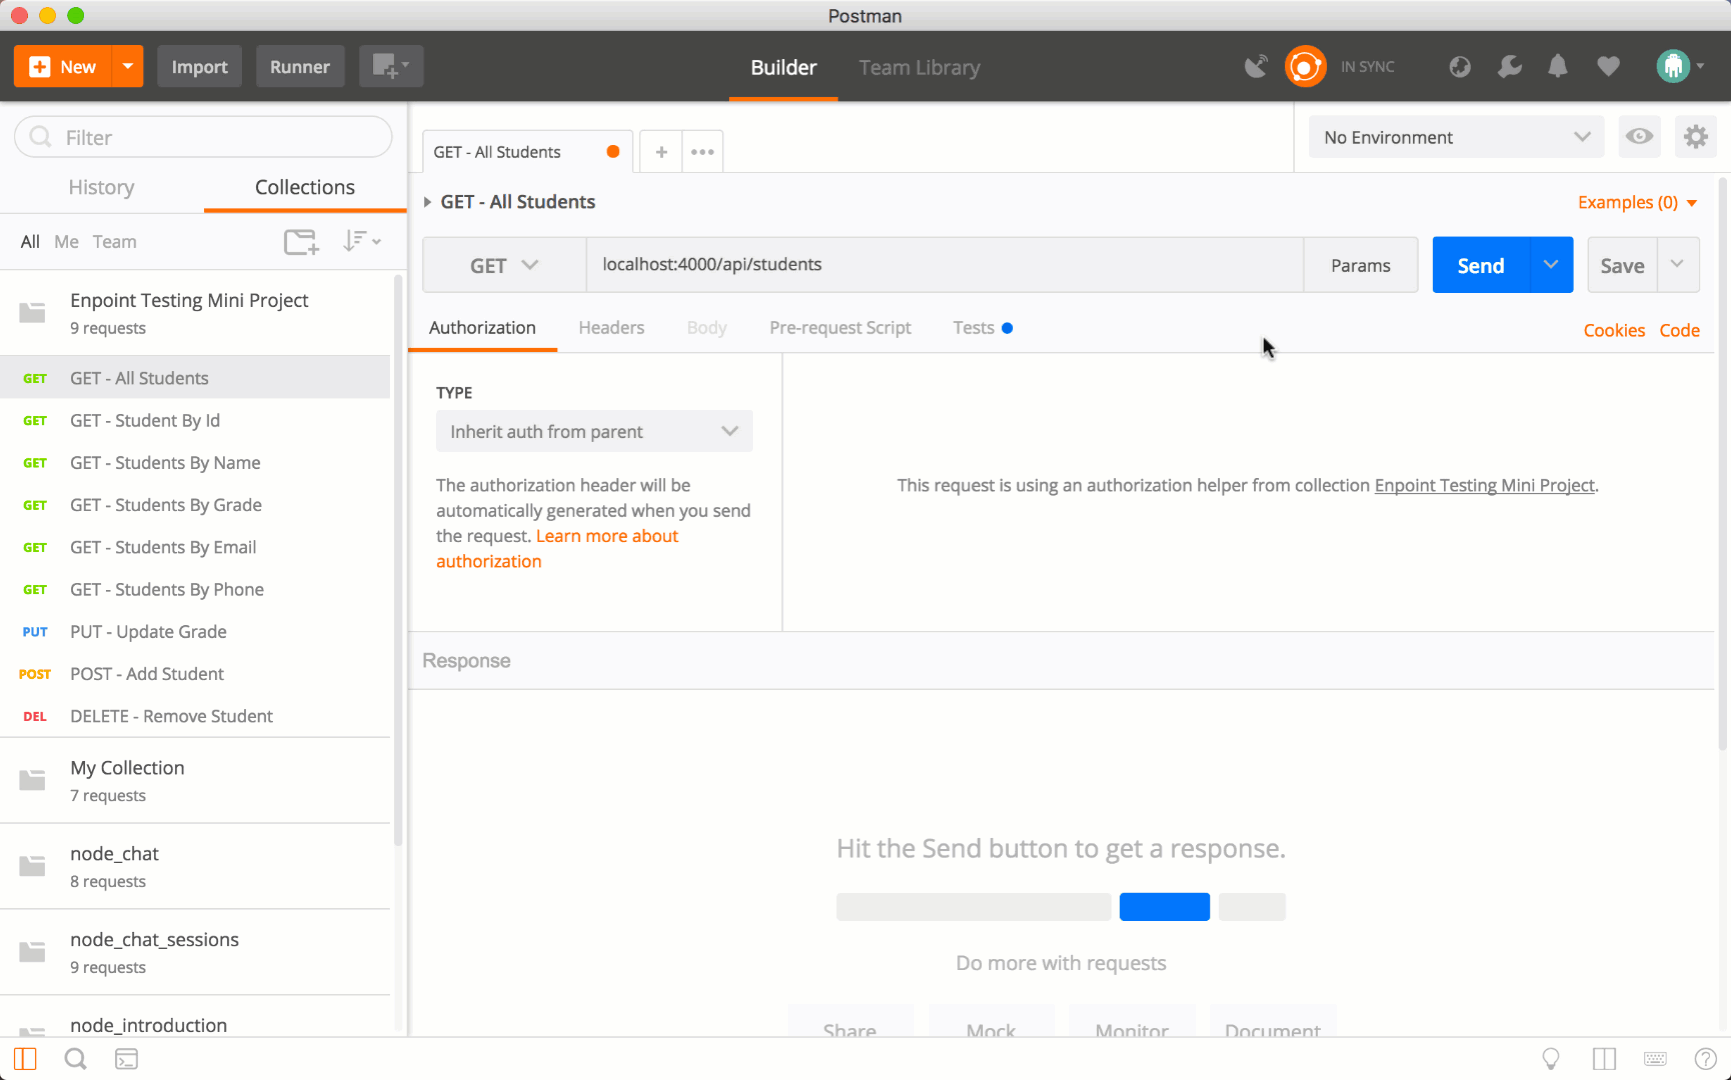 Postman
New
Import
Runner
Builder
Team Library
IN SYNC
Filter
History
Collections
All Me Team
Enpoint Testing Mini Project
9 requests
GET GET - All Students
GET GET - Student By Id
GET GET - Students By Name
GET GET - Students By Grade
GET GET - Students By Email
GET GET - Students By Phone
PUT PUT - Update Grade
POST POST - Add Student
DEL DELETE - Remove Student
My Collection
7 requests
node_chat
8 requests
node_chat_sessions
9 requests
node_introduction
GET - All Students
No Environment
GET - All Students
Examples (0)
GET
localhost:4000/api/students
Params
Send
Save
Authorization
Headers
Body
Pre-request Script
Tests
Cookies
Code
TYPE
Inherit auth from parent
The authorization header will be
automatically generated when you send
the request. Learn more about
authorization
This request is using an authorization helper from collection Enpoint Testing Mini Project.
Response
Hit the Send button to get a response.
Do more with requests
Share
Mock
Monitor
Document